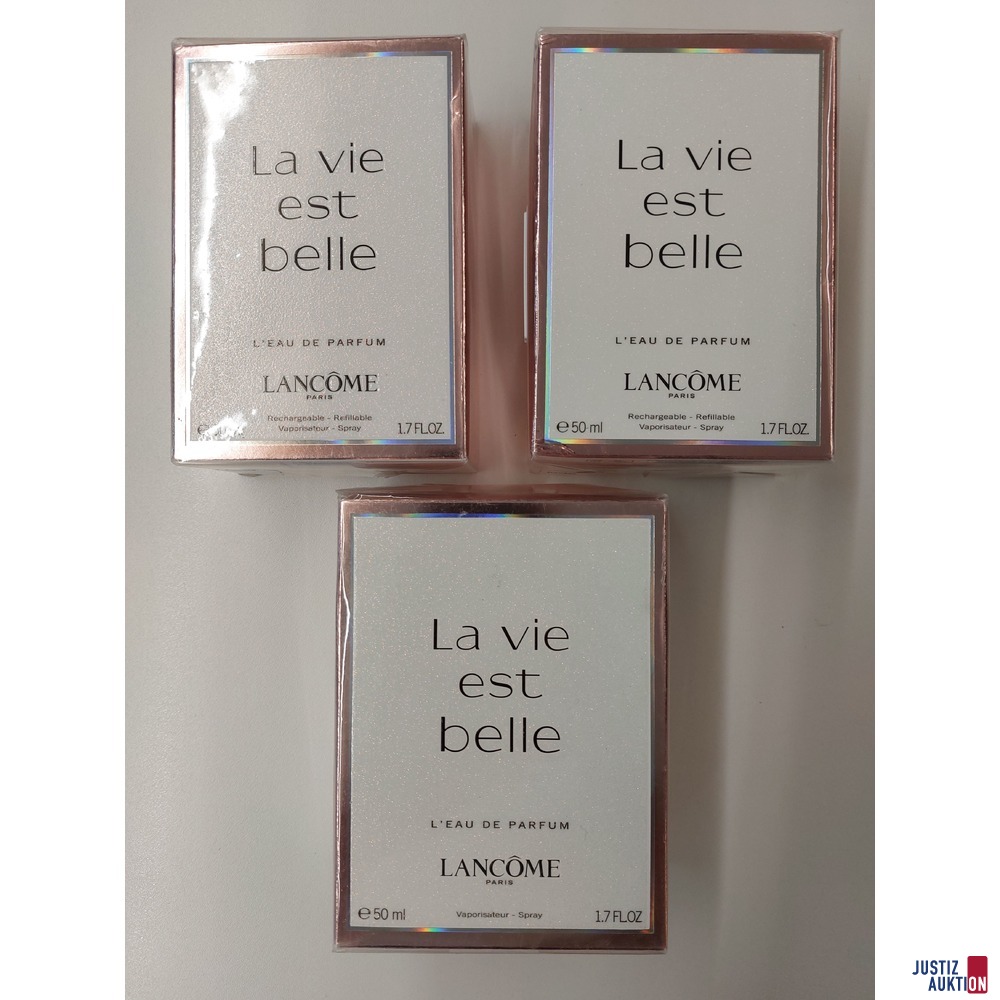 La vie
est
belle
L'EAU DE PARFUM
LANCÔME
PARIS
Rechargeable - Refillable
Vaporisateur - Spray
1.7 FL.OZ.
La vie
est
belle
L'EAU DE PARFUM
LANCÔME
PARIS
Rechargeable - Refillable
℮50 ml Vaporisateur - Spray 1.7 FL.OZ.
La vie
est
belle
L'EAU DE PARFUM
LANCÔME
PARIS
℮50 ml Vaporisateur - Spray 1.7 FL.OZ
JUSTIZ
AUKTION